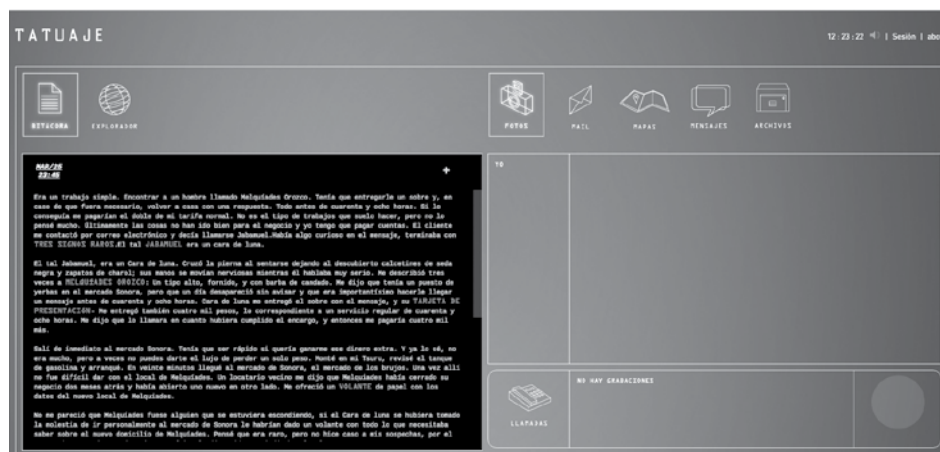 TATUAJE
12:23:22 | Sesión | abo
BITACORA
EXPLORADOR
FOTOS
MAIL
MAPAS
MENSAJES
ARCHIVOS
MAR/26
23:45
+
Era un trabajo simple. Encontrar a un hombre llamado Melquiades Orozco. Tenía que entregarle un sobre y, en
caso de que fuera necesario, volver a casa con una respuesta. Todo antes de cuarenta y ocho horas. Si lo
conseguía me pagarían el doble de mi tarifa normal. No es el tipo de trabajos que suelo hacer, pero no lo
pensé mucho. Últimamente las cosas no han ido bien para el negocio y yo tengo que pagar cuentas. El cliente
me contactó por correo electrónico y decía llamarse Jabamuel.Había algo curioso en el mensaje, terminaba con
TRES SIGNOS RAROS.El tal JABAMUEL era un cara de luna.
El tal Jabamuel, era un Cara de luna. Cruzó la pierna al sentarse dejando al descubierto calcetines de seda
negra y zapatos de charol; sus manos se movían nerviosas mientras él hablaba muy serio. Me describió tres
veces a MELQUIADES OROZCO: Un tipo alto, fornido, y con barba de candado. Me dijo que tenía un puesto de
yerbas en el mercado Sonora, pero que un día desapareció sin avisar y que era importantísimo hacerle llegar
un mensaje antes de cuarenta y ocho horas. Cara de luna me entregó el sobre con el mensaje, y su TARJETA DE
PRESENTACIÓN. Me entregó también cuatro mil pesos, lo correspondiente a un servicio regular de cuarenta y
ocho horas. Me dijo que lo llamara en cuanto hubiera cumplido el encargo, y entonces me pagaría cuatro mil
más.
Salí de inmediato al mercado Sonora. Tenía que ser rápido si quería ganarme ese dinero extra. Y ya lo sé, no
era mucho, pero a veces no puedes darte el lujo de perder un solo peso. Monté en mi Tsuru, revisé el tanque
de gasolina y arranqué. En veinte minutos llegué al mercado de Sonora, el mercado de los brujos. Una vez allí
no fue difícil dar con el local de Melquiades. Un locatario vecino me dijo que Melquiades había cerrado su
negocio dos meses atrás y había abierto uno nuevo en otro lado. Me ofreció un VOLANTE de papel con los
datos del nuevo local de Melquiades.
No me pareció que Melquiades fuese alguien que se estuviera escondiendo, si el Cara de luna se hubiera tomado
la molestia de ir personalmente al mercado de Sonora le habrían dado un volante con todo lo que necesitaba
saber sobre el nuevo domicilio de Melquiades. Pensé que era raro, pero no hice caso a mis sospechas, por el
YO
LLAMADAS
NO HAY GRABACIONES